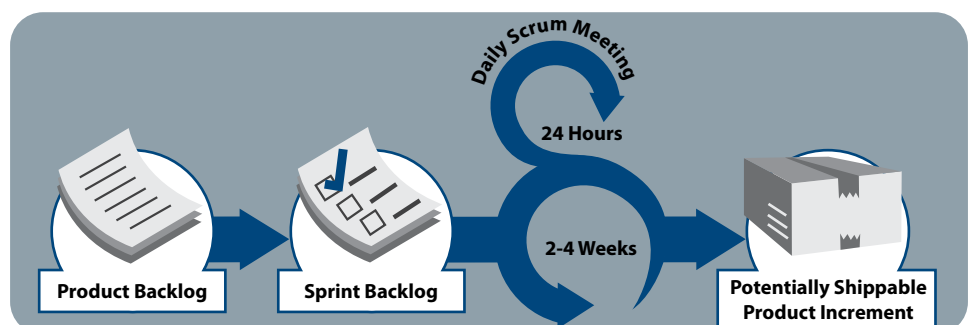 Daily Scrum Meeting
24 Hours
2-4 Weeks
Product Backlog
Sprint Backlog
Potentially Shippable
Product Increment